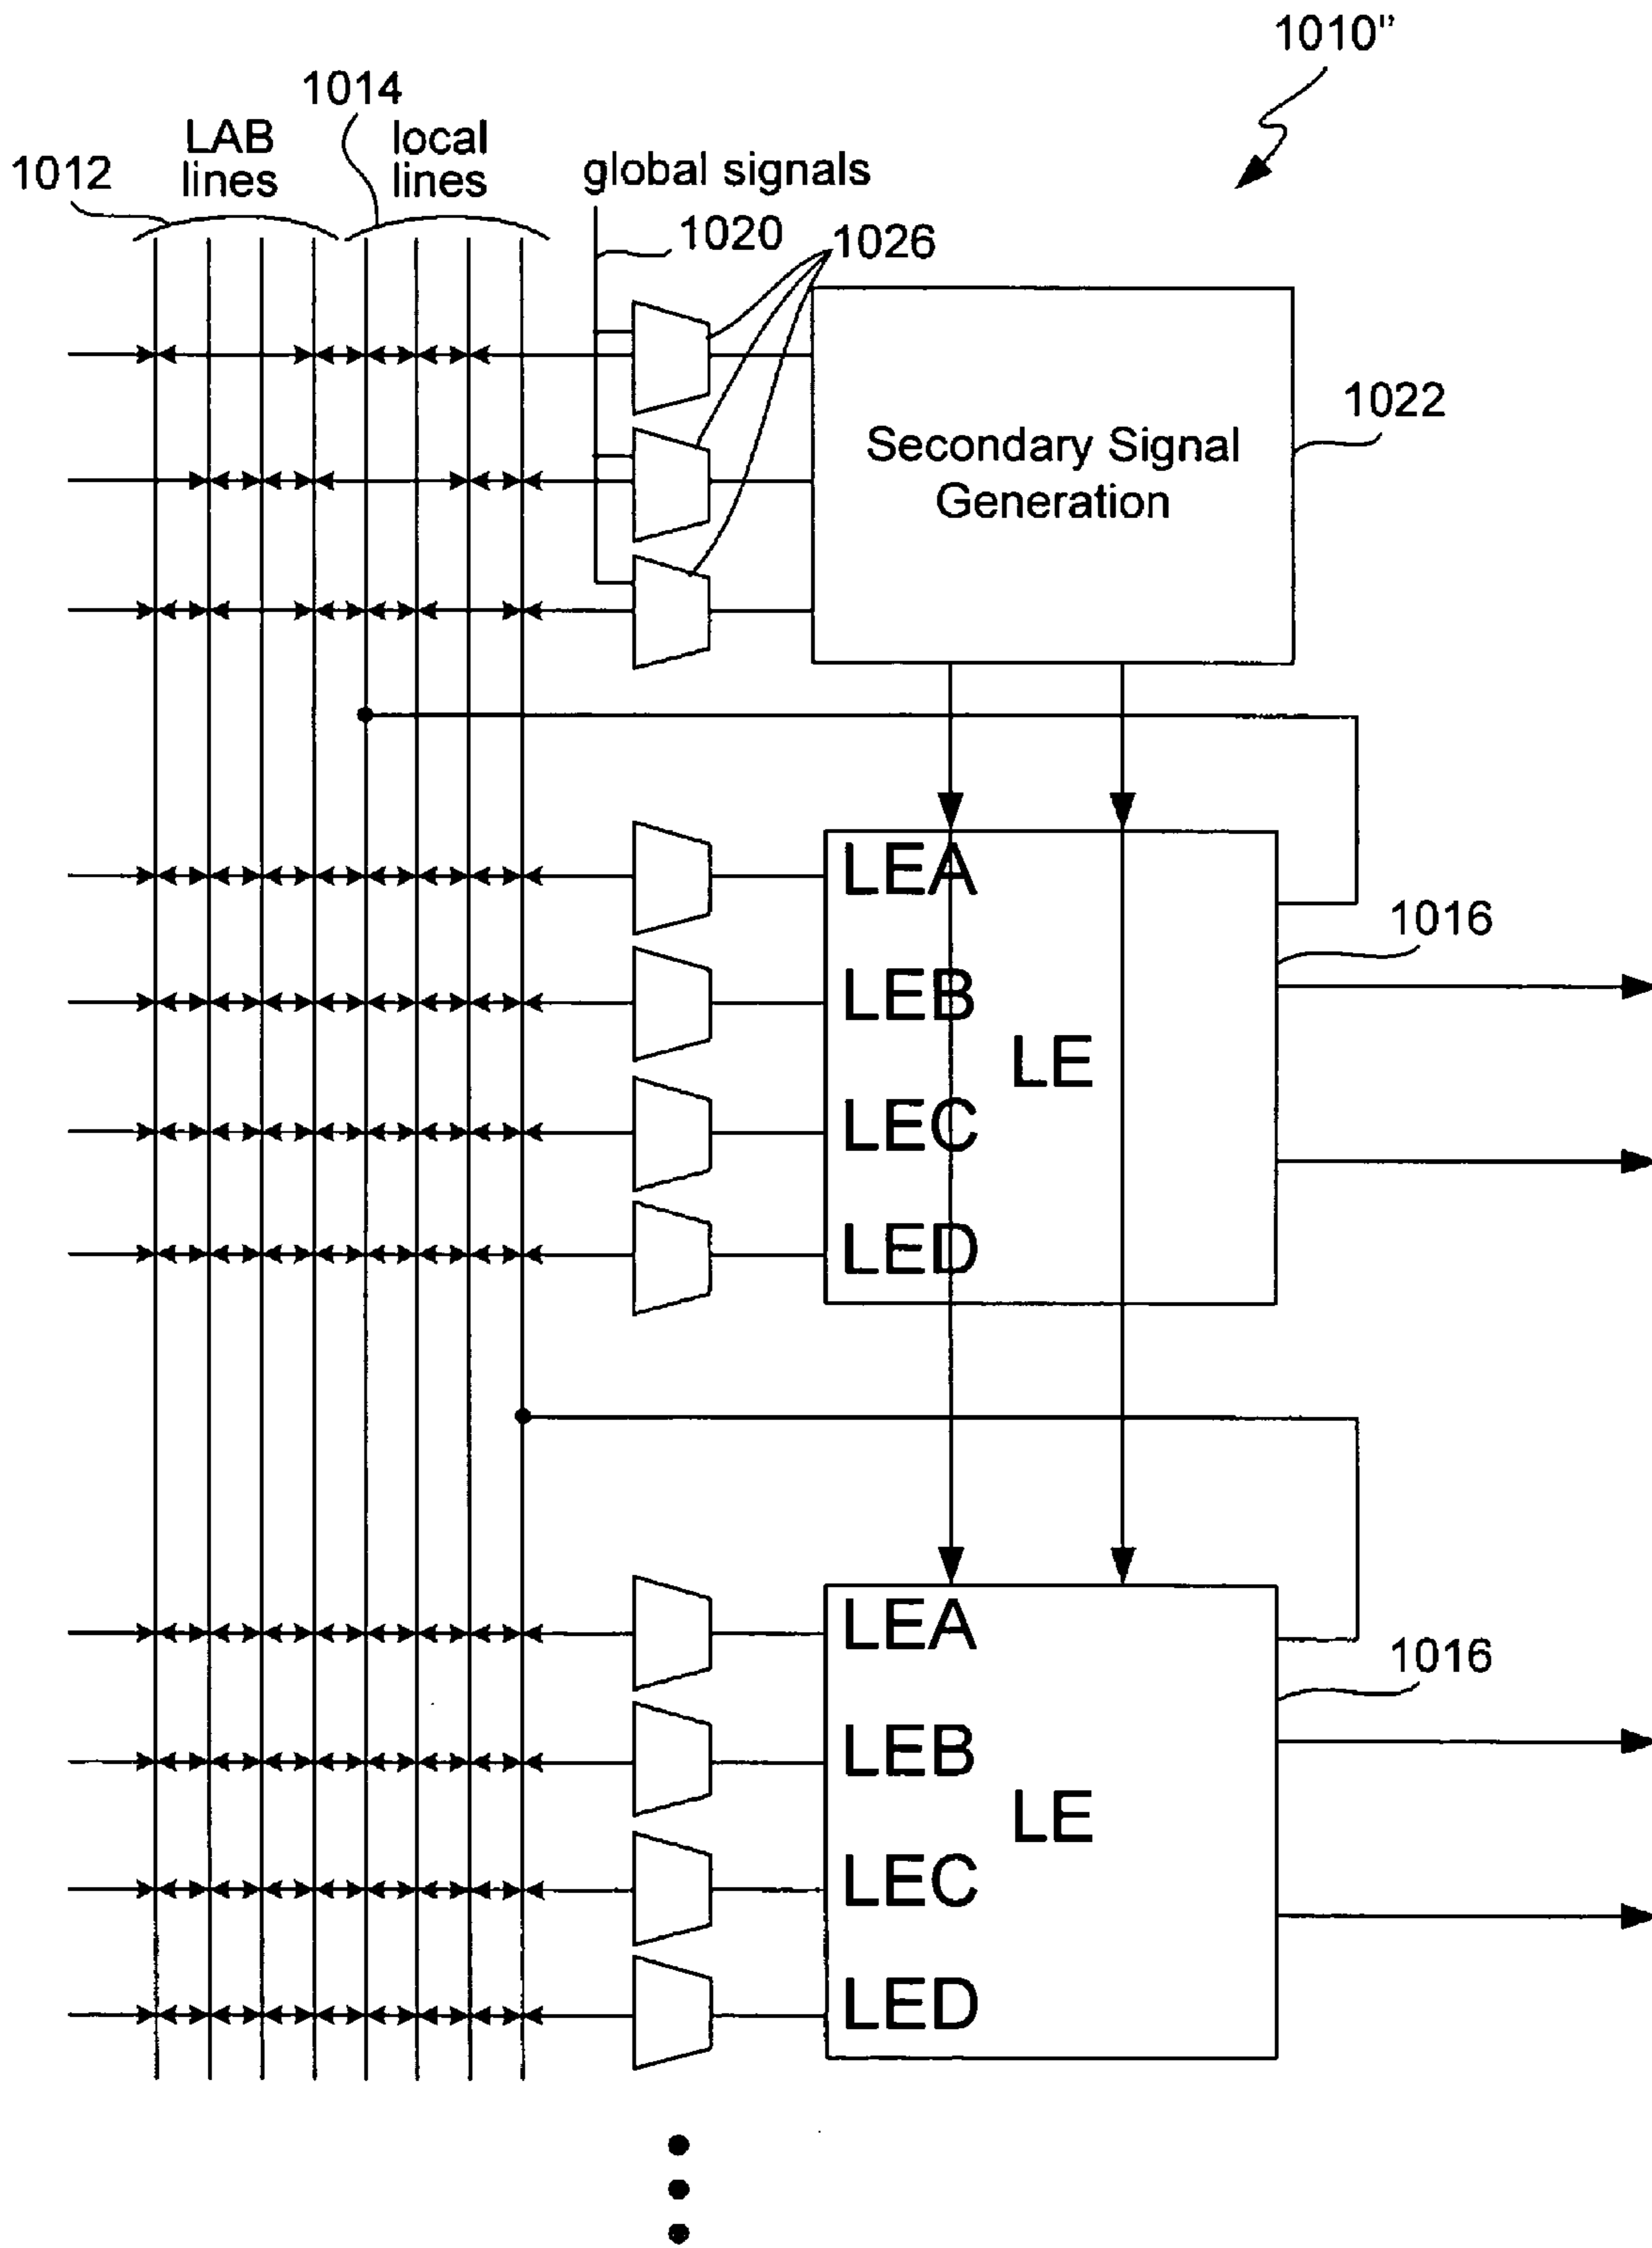 1010"
1014
LAB
lines
local
lines
1012
global signals
1020
1026
Secondary Signal
Generation
1022
LEA
LEB
LE
LEC
LED
1016
LEA
LEB
LE
LEC
LED
1016